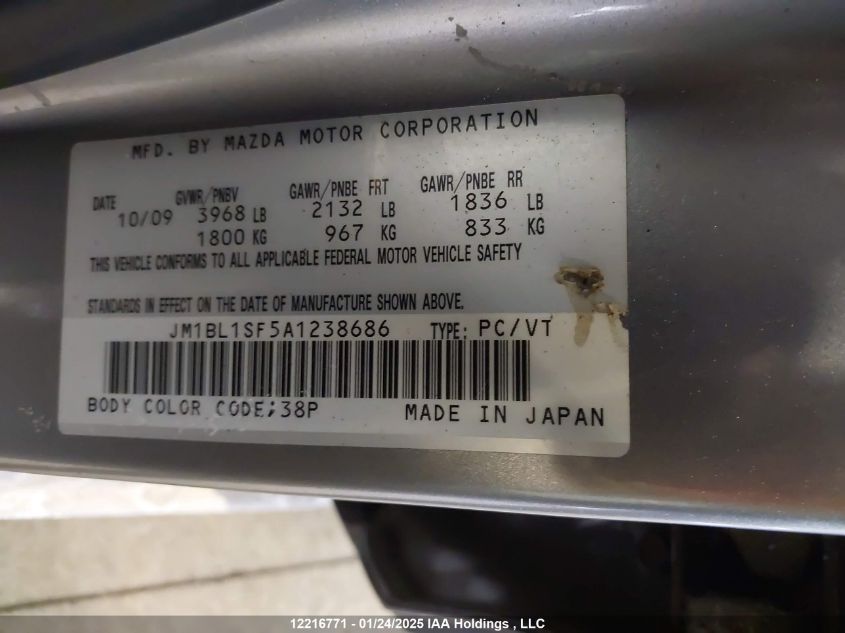 MFD. BY MAZDA MOTOR CORPORATION
DATE GVWR/PNBV GAWR/PNBE FRT GAWR/PNBE RR
10/09 3968 LB 2132 LB 1836 LB
1800 KG 967 KG 833 KG
THIS VEHICLE CONFORMS TO ALL APPLICABLE FEDERAL MOTOR VEHICLE SAFETY
STANDARDS IN EFFECT ON THE DATE OF MANUFACTURE SHOWN ABOVE.
JM1BL1SF5A1238686 TYPE: PC/VT
BODY COLOR CODE;38P MADE IN JAPAN
12216771 - 01/24/2025 IAA Holdings , LLC